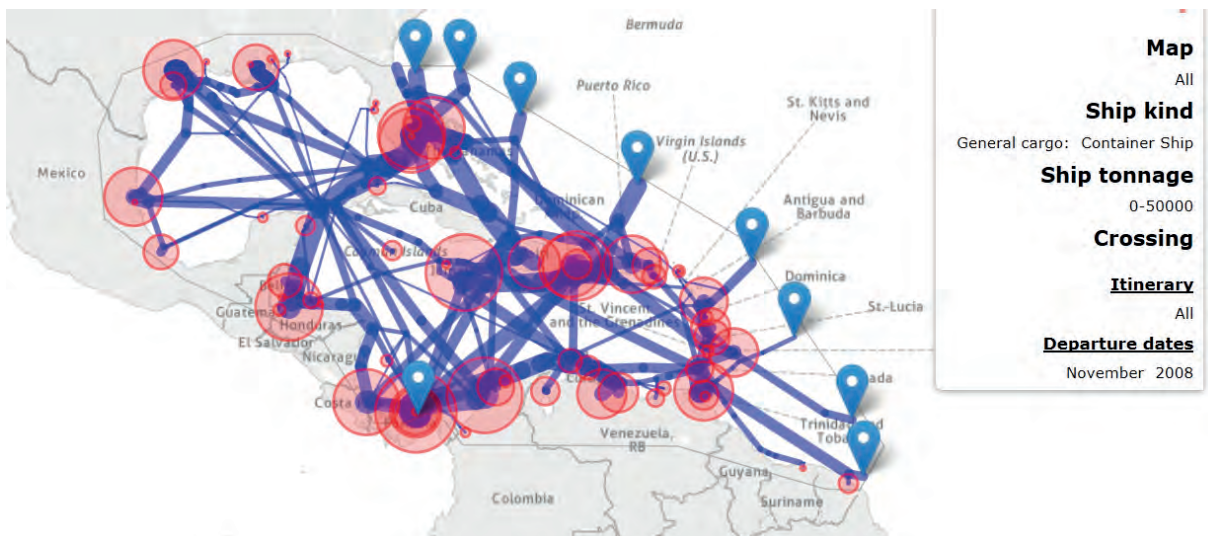 Bermuda
Puerto Rico
St. Kitts and
Nevis
Virgin Islands
(U.S.)
Mexico
Antigua and
Barbuda
Cuba
Dominican
Dominica
St.-Lucia
St. Vincent
and the Grenadines
Honduras
El Salvador
Costa
Trinidad and
Venezuela,
RB
Guyana
Suriname
Colombia
Map
All
Ship kind
General cargo: Container Ship
Ship tonnage
0-50000
Crossing
Itinerary
All
Departure dates
November 2008